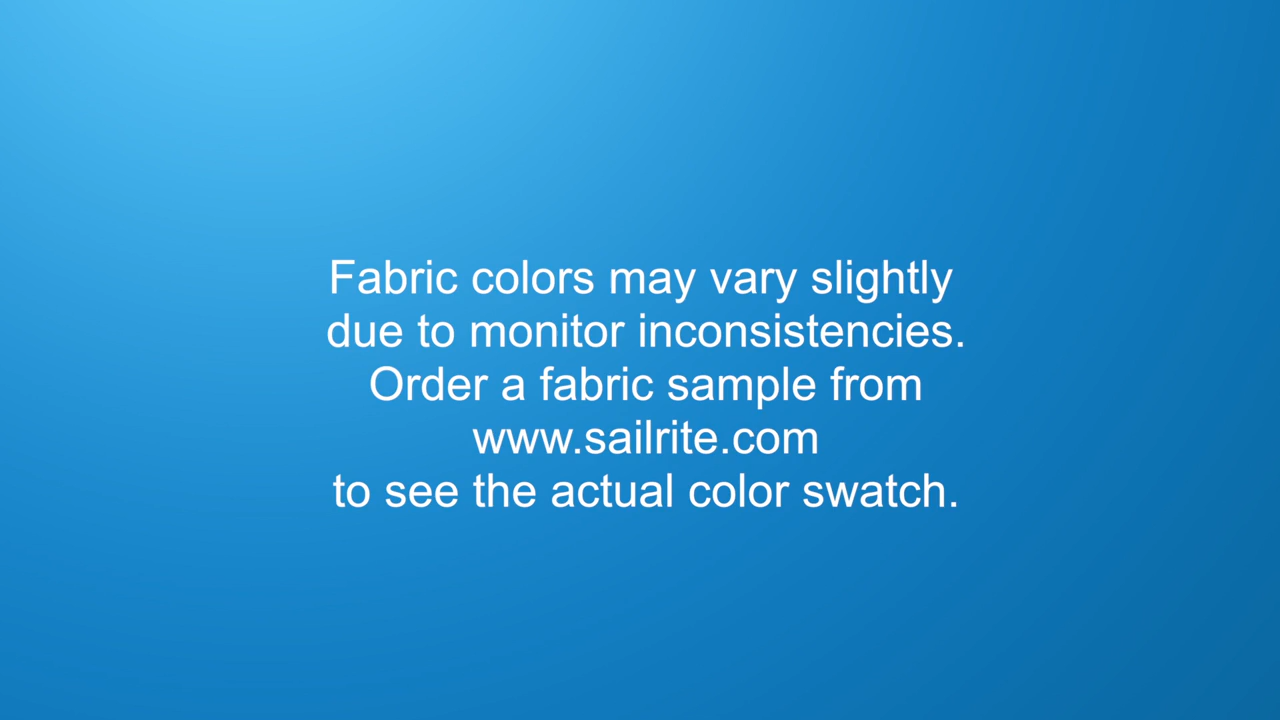 Fabric colors may vary slightly
due to monitor inconsistencies.
Order a fabric sample from
www.sailrite.com
to see the actual color swatch.